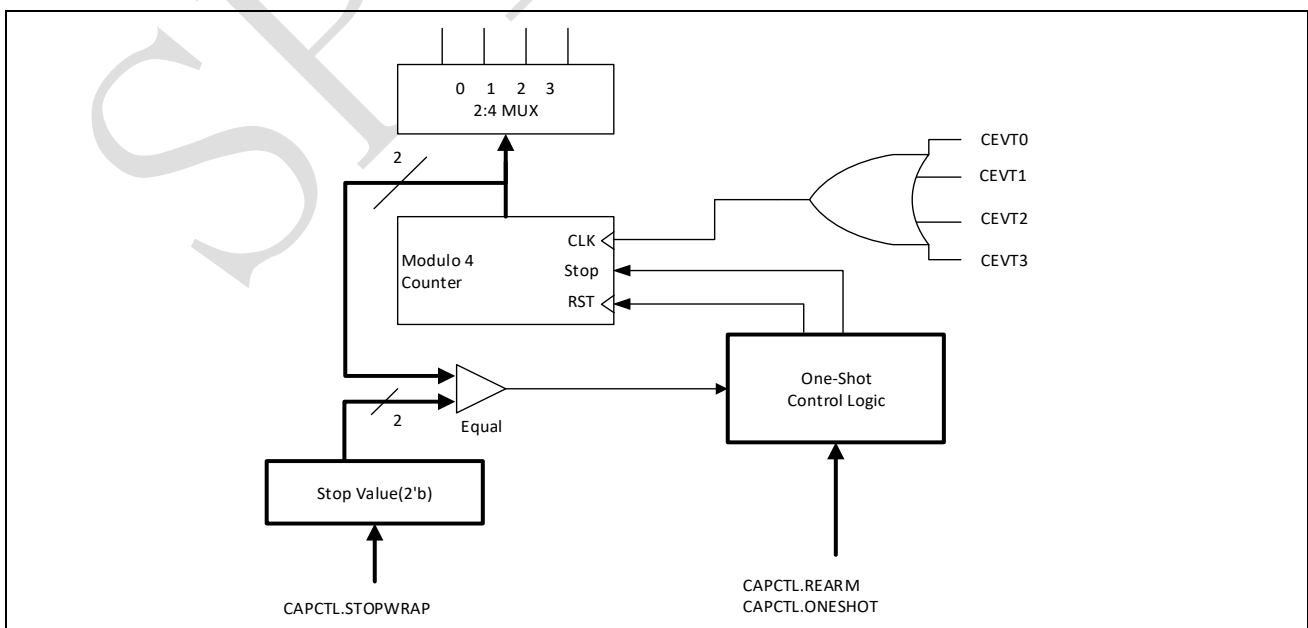 0 1 2 3
2:4 MUX
2
CEVT0
CEVT1
CEVT2
CEVT3
Modulo 4
Counter
CLK
Stop
RST
One-Shot
Control Logic
2
Equal
Stop Value(2'b)
CAPCTL.STOPWRAP
CAPCTL.REARM
CAPCTL.ONESHOT